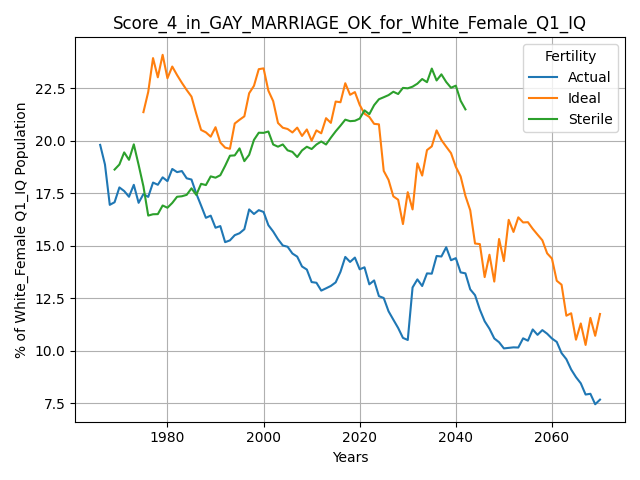 Score_4_in_GAY_MARRIAGE_OK_for_White_Female_Q1_IQ
Fertility
Actual
Ideal
Sterile
% of White_Female Q1_IQ Population
22.5
20.0
17.5
15.0
12.5
10.0
7.5
1980
2000
2020
2040
2060
Years